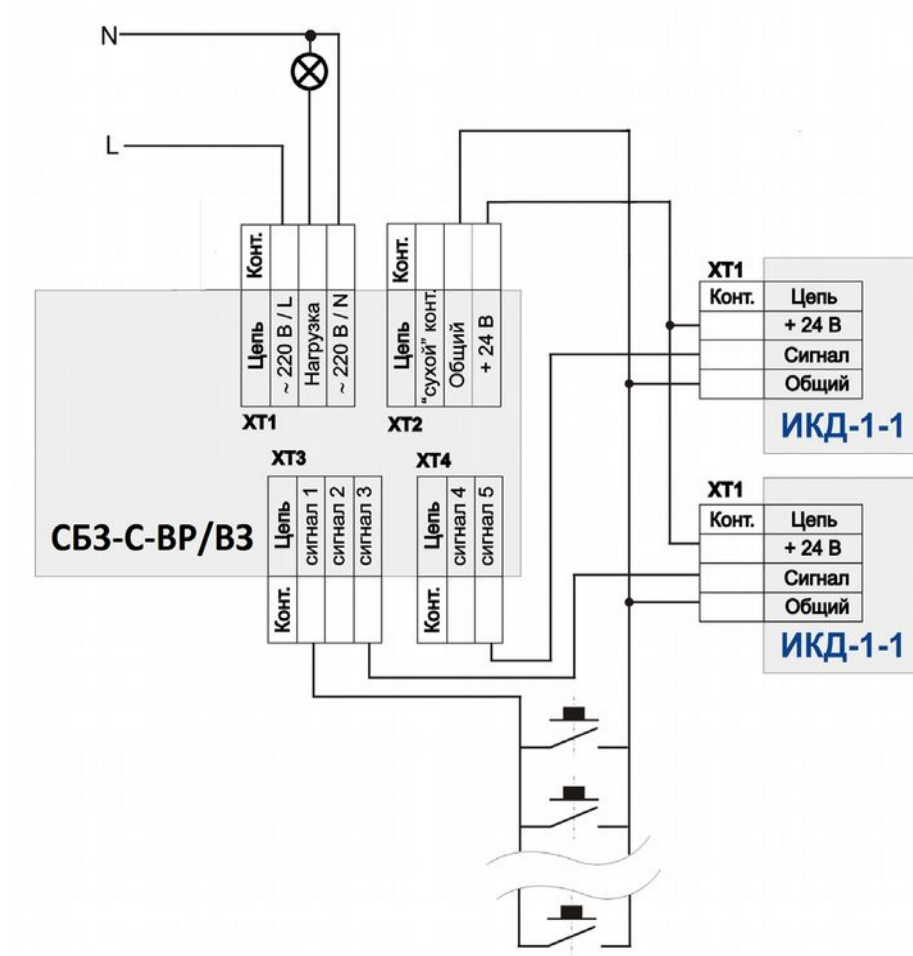 N
L
Конт.
Цепь
~ 220 В / L
Нагрузка
~ 220 В / N
XT1
Конт.
Цепь
"сухой" конт.
Общий
+ 24 В
XT2
XT3
Цепь
сигнал 1
сигнал 2
сигнал 3
Конт.
XT4
Цепь
сигнал 4
сигнал 5
Конт.
СБЗ-С-ВР/ВЗ
XT1
Конт. Цепь
+ 24 В
Сигнал
Общий
ИКД-1-1
XT1
Конт. Цепь
+ 24 В
Сигнал
Общий
ИКД-1-1